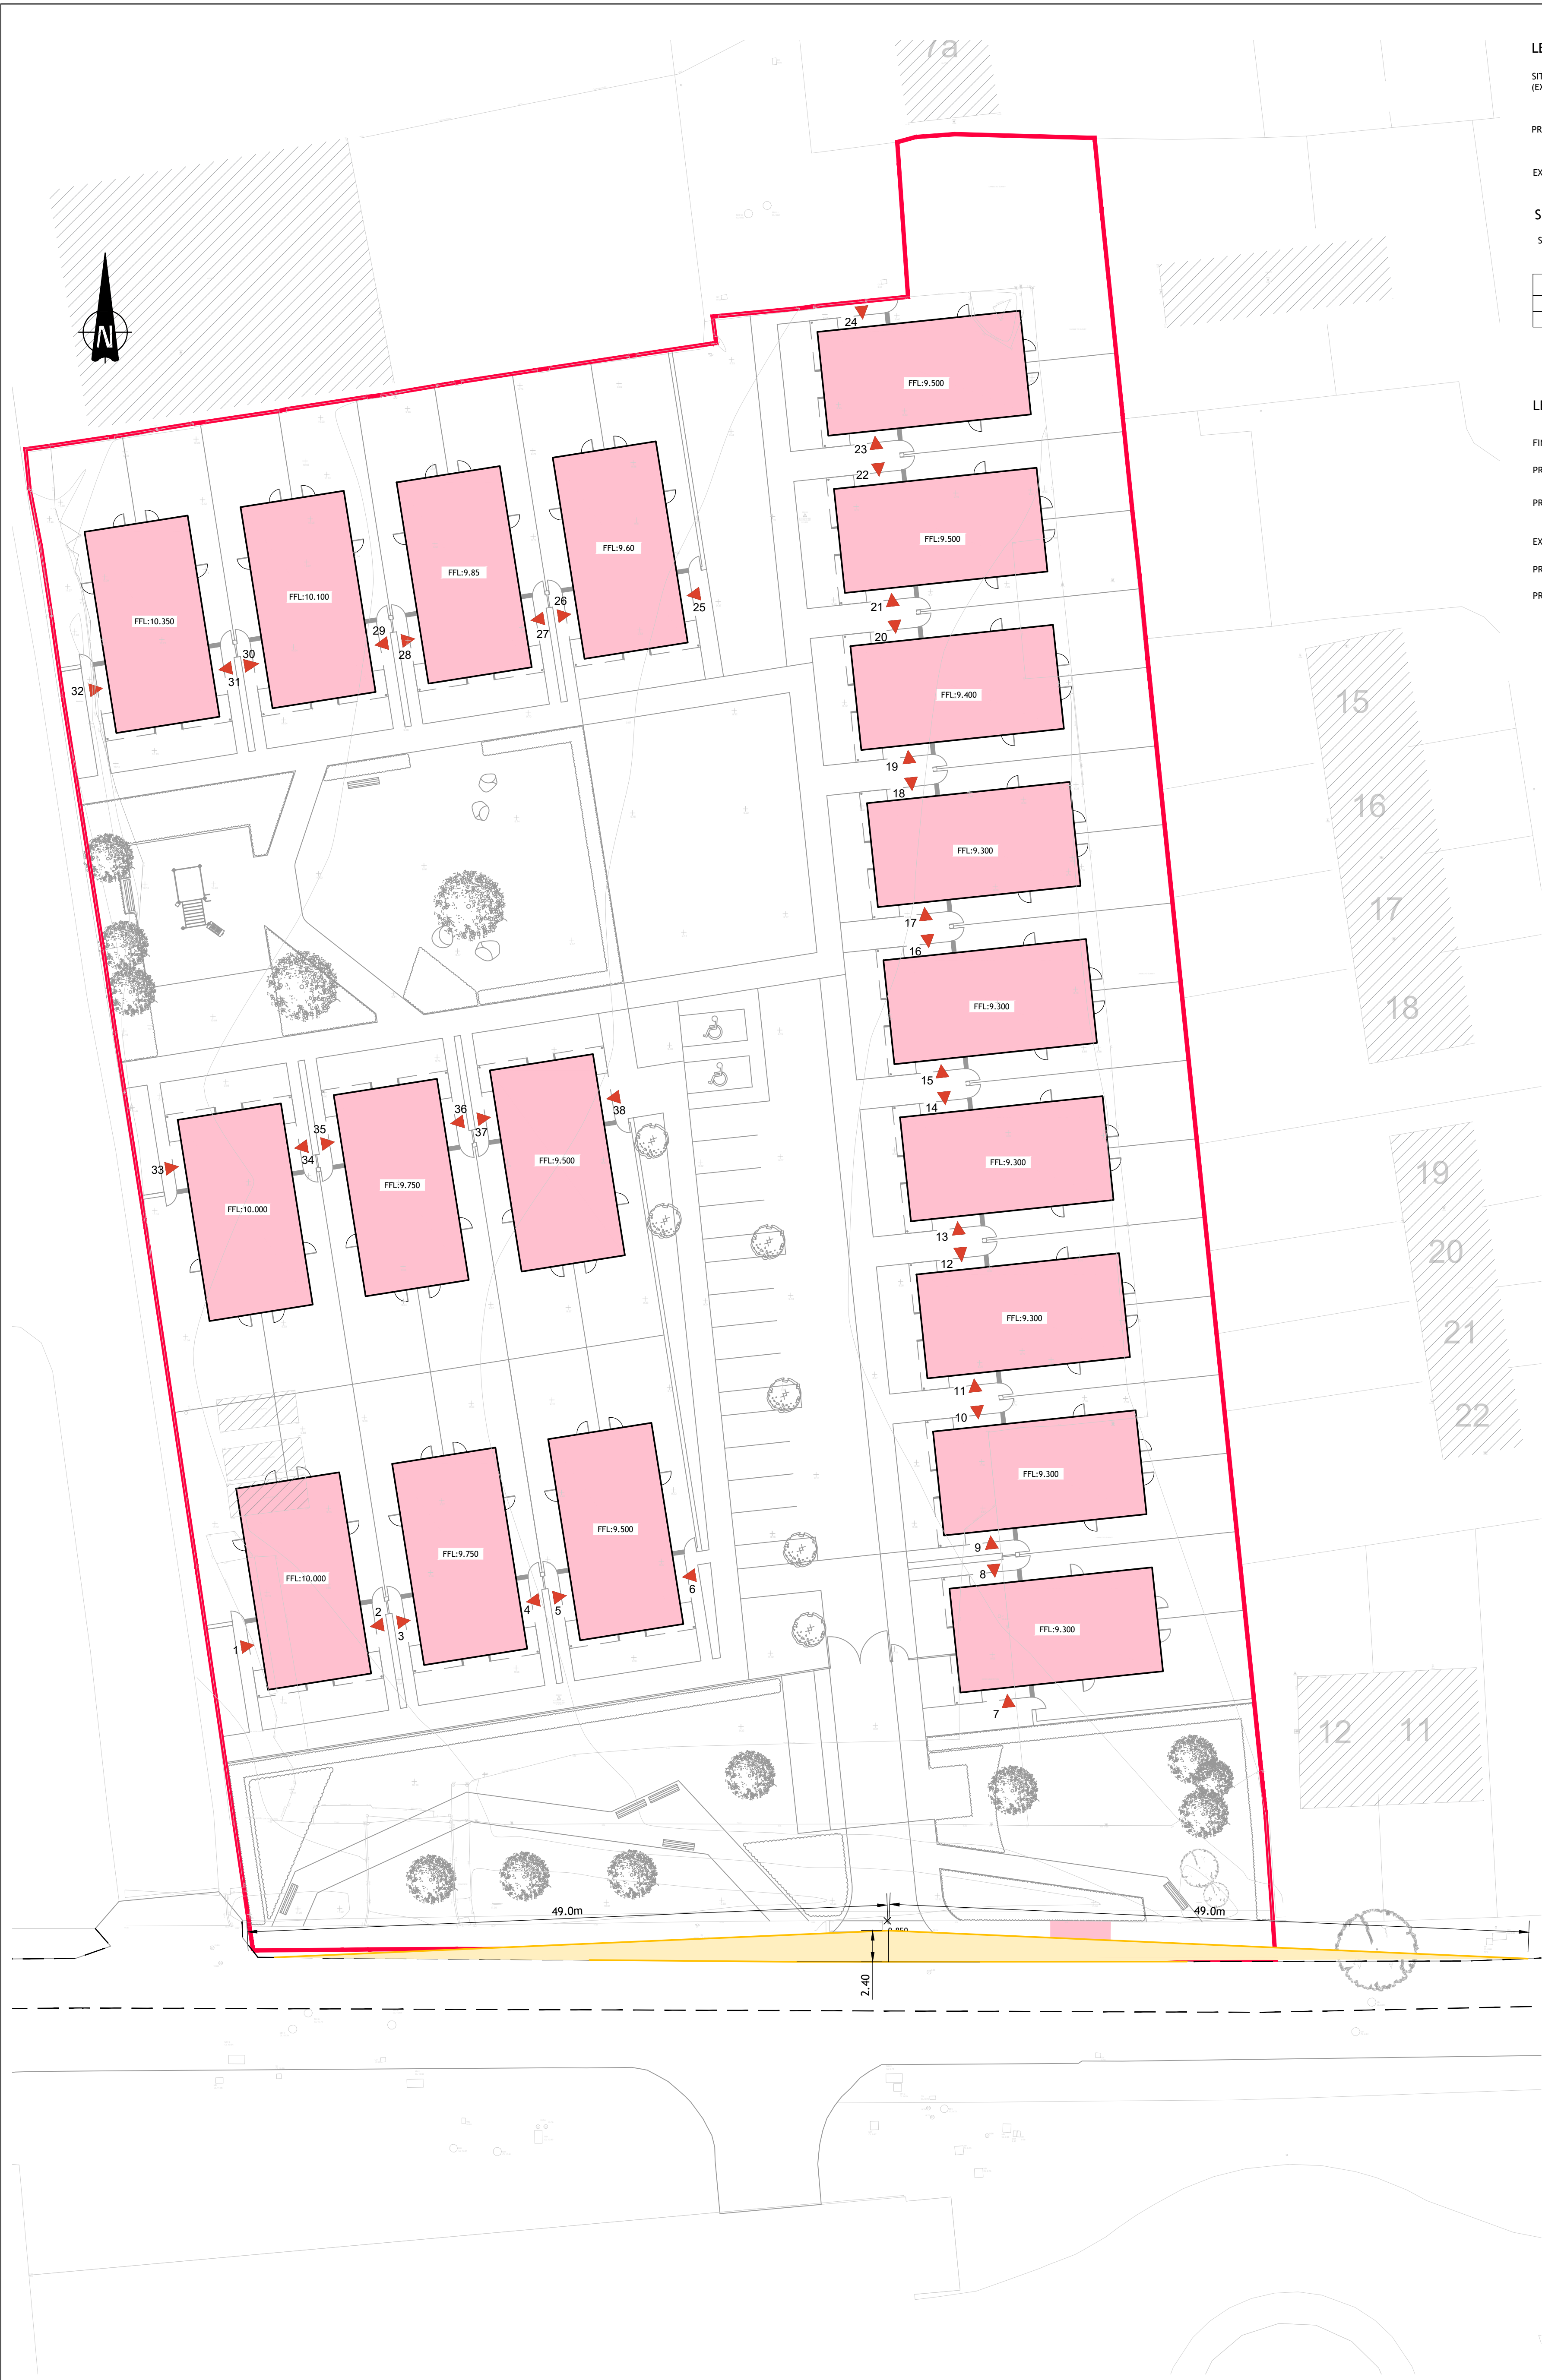 7a
LE
SIT
(EX
PR
EX
S
S
N
24
FFL:9.500
LE
23
FIN
22
PR
PR
FFL:9.500
FFL:9.60
EX
FFL:9.85
PR
26
25
21
PR
FFL:10.100
27
20
FFL:10.350
29
28
30
31
32
FFL:9.400
15
19
18
16
FFL:9.300
17
17
16
FFL:9.300
18
15
14
38
36
37
35
34
33
FFL:9.500
FFL:9.300
19
FFL:9.750
FFL:10.000
13
20
12
FFL:9.300
21
11
10
22
FFL:9.300
FFL:9.500
9
FFL:9.750
8
FFL:10.000
6
5
4
2
3
1
FFL:9.300
7
12
11
49.0m
49.0m
2.40